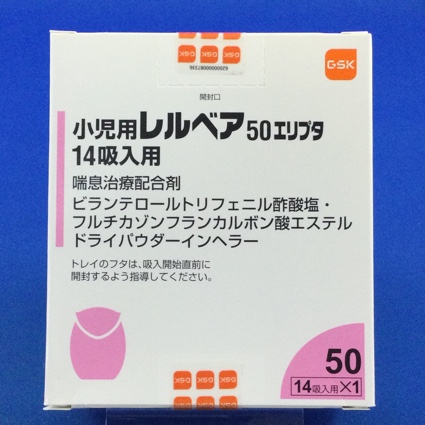 GSK
開封口
小児用レルベア50エリプタ
14吸入用
喘息治療配合剤
ビランテロールトリフェニル酢酸塩・
フルチカゾンフランカルボン酸エステル
ドライパウダーインヘラー
トレイのフタは、吸入開始直前に
開封するよう指導してください。
50
14吸入用×1
GSK GSK GSK